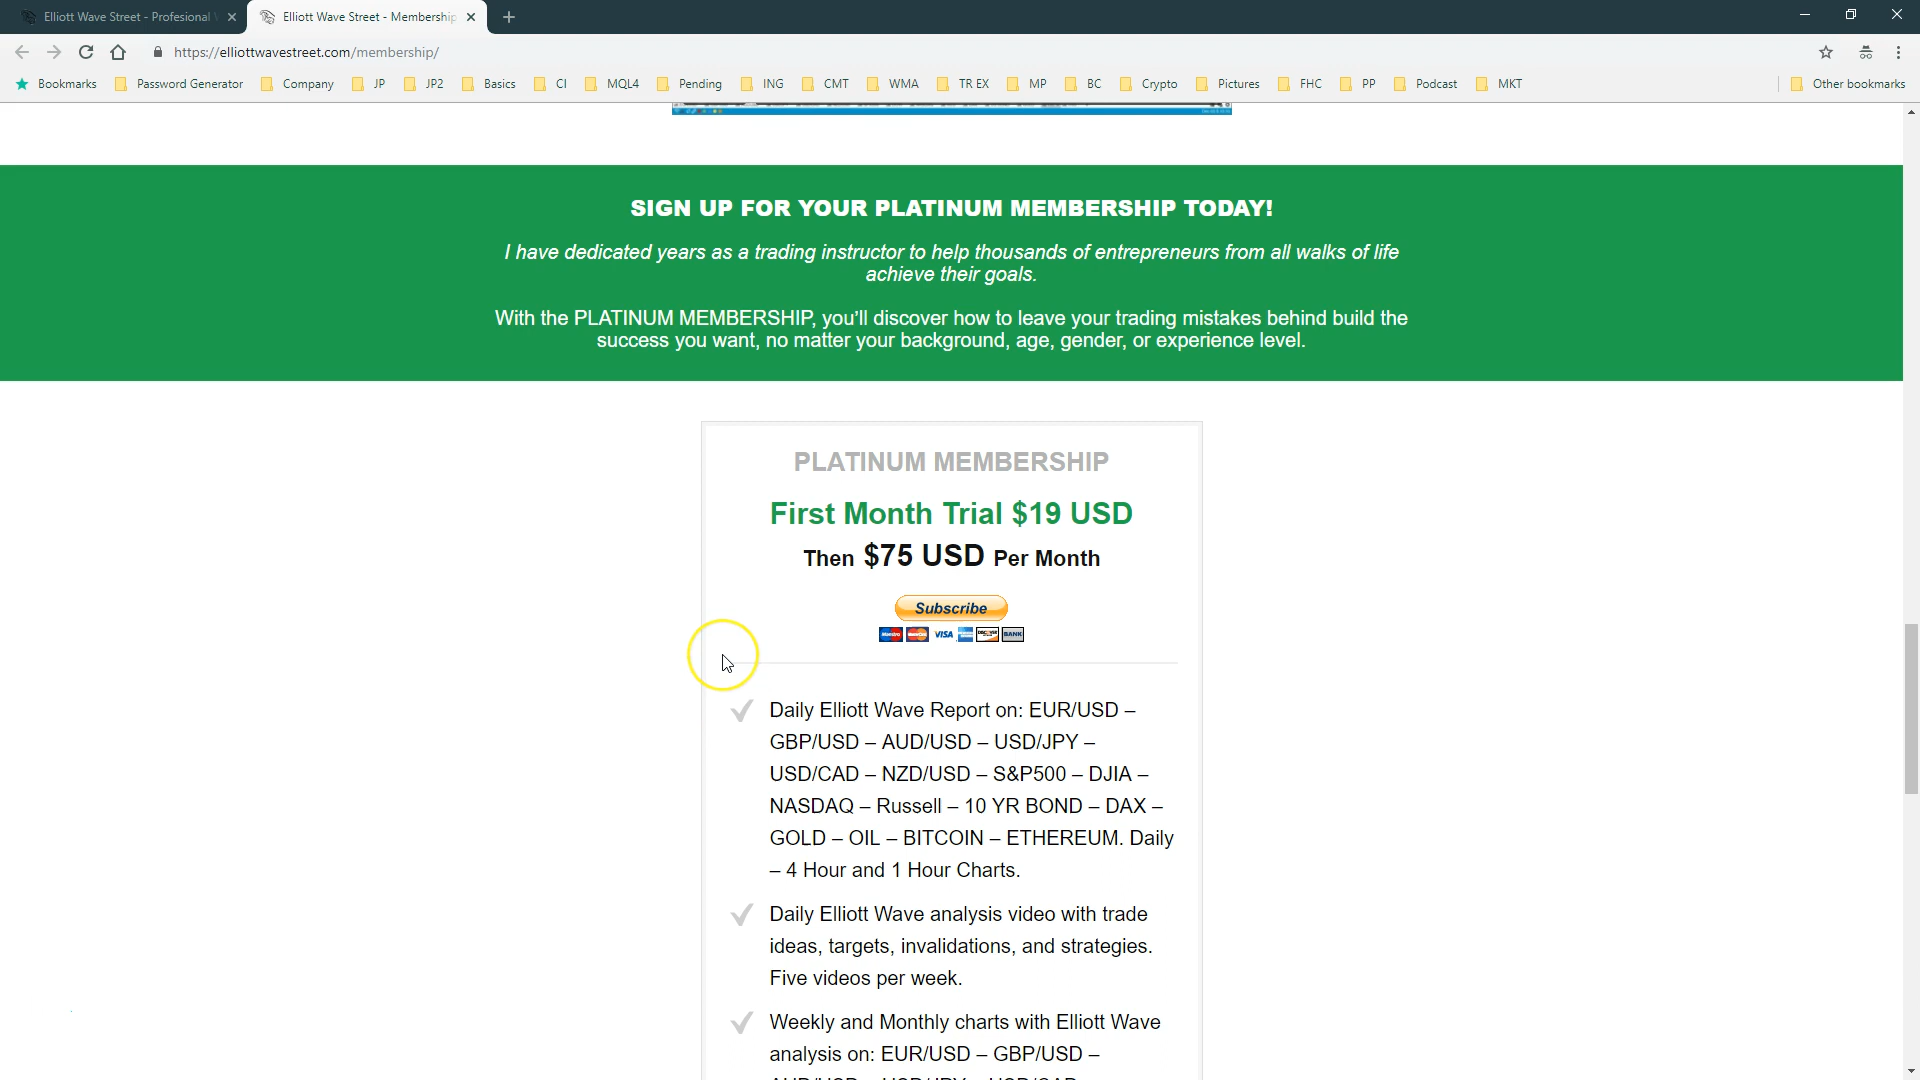 Elliott Wave Street - Profesional
Elliott Wave Street - Membership
https://elliottwavestreet.com/membership/
Bookmarks Password Generator Company JP JP2 Basics CI MQL4 Pending ING CMT WMA TR EX MP BC Crypto Pictures FHC PP Podcast MKT Other bookmarks
SIGN UP FOR YOUR PLATINUM MEMBERSHIP TODAY!
I have dedicated years as a trading instructor to help thousands of entrepreneurs from all walks of life
achieve their goals.
With the PLATINUM MEMBERSHIP, you'll discover how to leave your trading mistakes behind build the
success you want, no matter your background, age, gender, or experience level.
PLATINUM MEMBERSHIP
First Month Trial $19 USD
Then $75 USD Per Month
Subscribe
Maestro MasterCard VISA DISCOVER BANK
Daily Elliott Wave Report on: EUR/USD –
GBP/USD – AUD/USD – USD/JPY –
USD/CAD – NZD/USD – S&P500 – DJIA –
NASDAQ – Russell – 10 YR BOND – DAX –
GOLD – OIL – BITCOIN – ETHEREUM. Daily
– 4 Hour and 1 Hour Charts.
Daily Elliott Wave analysis video with trade
ideas, targets, invalidations, and strategies.
Five videos per week.
Weekly and Monthly charts with Elliott Wave
analysis on: EUR/USD – GBP/USD –